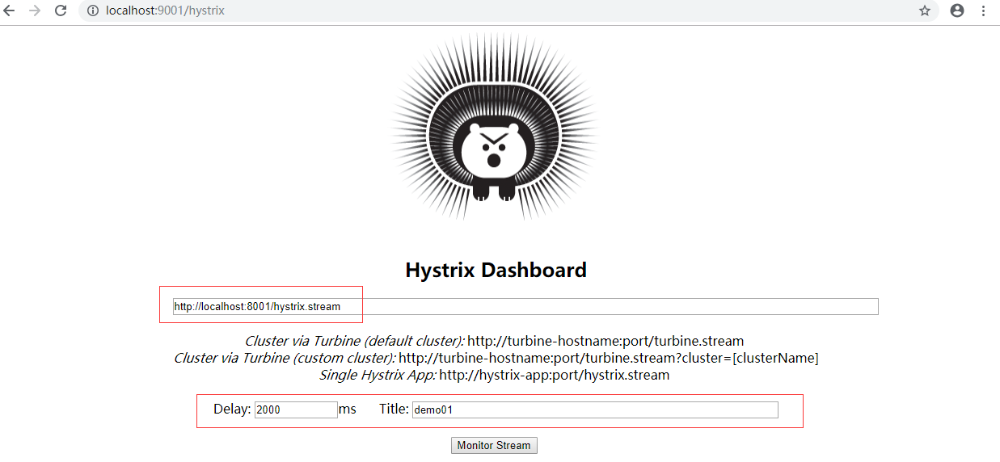 localhost:9001/hystrix
Hystrix Dashboard
http://localhost:8001/hystrix.stream
Cluster via Turbine (default cluster): http://turbine-hostname:port/turbine.stream
Cluster via Turbine (custom cluster): http://turbine-hostname:port/turbine.stream?cluster=[clusterName]
Single Hystrix App: http://hystrix-app:port/hystrix.stream
Delay: 2000 ms Title: demo01
Monitor Stream